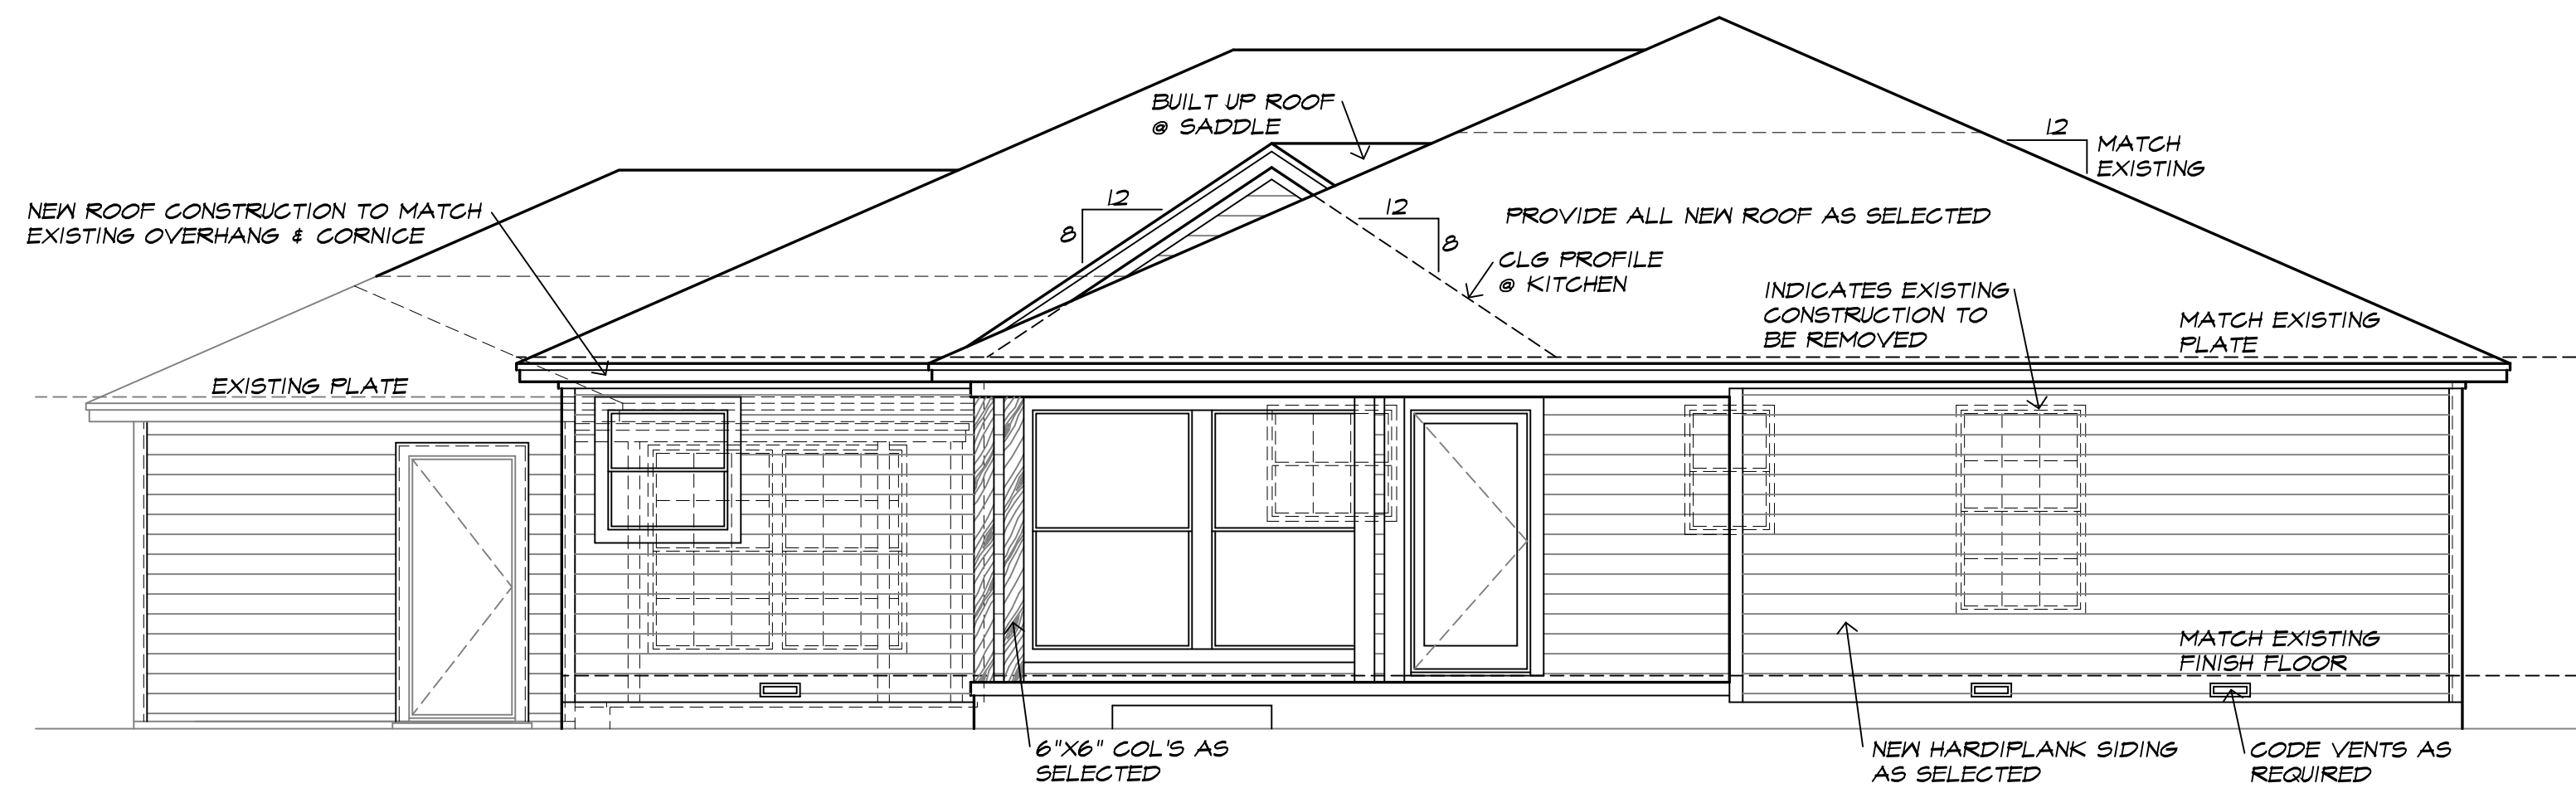 BUILT UP ROOF
@ SADDLE
12
MATCH
EXISTING
NEW ROOF CONSTRUCTION TO MATCH
EXISTING OVERHANG & CORNICE
12
8
12
8
PROVIDE ALL NEW ROOF AS SELECTED
CLG PROFILE
@ KITCHEN
INDICATES EXISTING
CONSTRUCTION TO
BE REMOVED
MATCH EXISTING
PLATE
EXISTING PLATE
MATCH EXISTING
FINISH FLOOR
6"X6" COL'S AS
SELECTED
NEW HARDIPLANK SIDING
AS SELECTED
CODE VENTS AS
REQUIRED